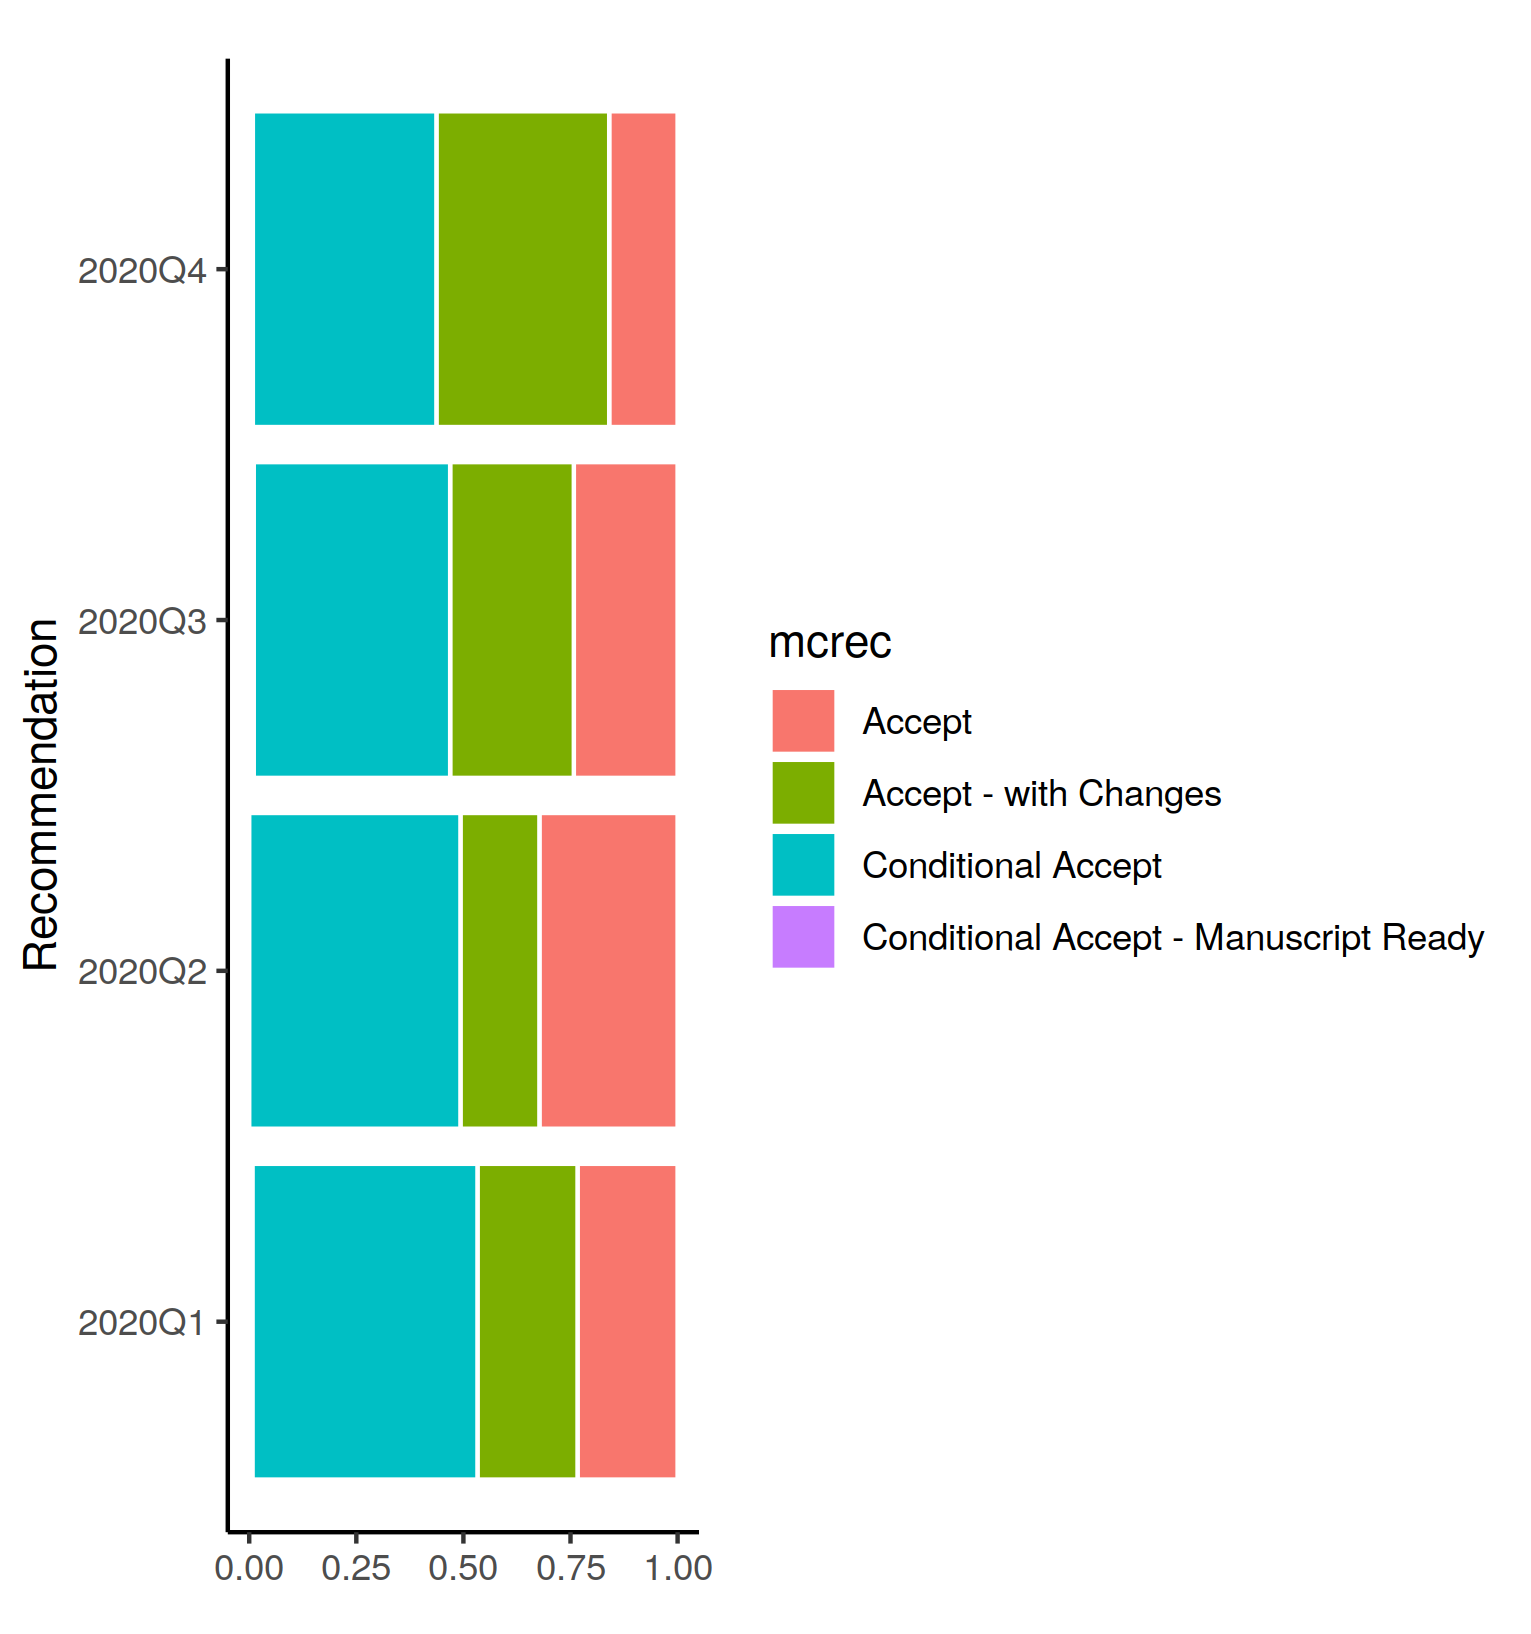 Recommendation
2020Q4
2020Q3
2020Q2
2020Q1
0.00 0.25 0.50 0.75 1.00
mcrec
Accept
Accept - with Changes
Conditional Accept
Conditional Accept - Manuscript Ready